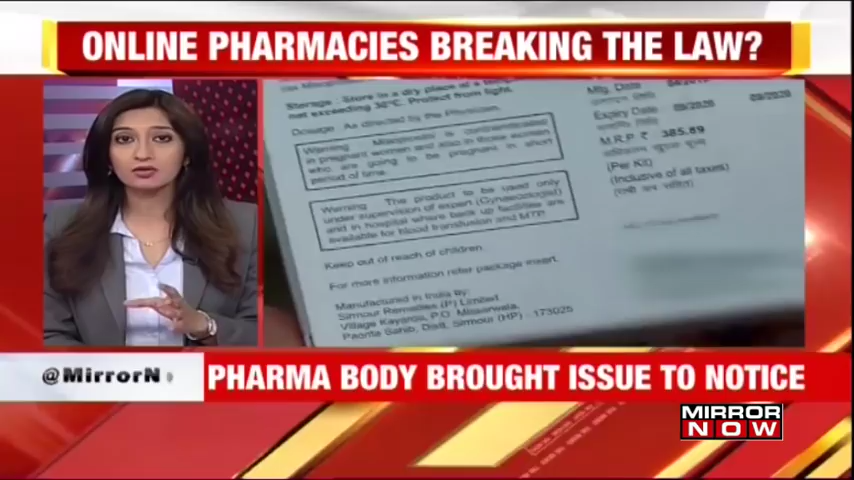 ONLINE PHARMACIES BREAKING THE LAW?
Storage : Store in a dry place at a
not exceeding 30°C. Protect from light.
Dosage : As directed by the Physician.
Warning : Misoprostol is contraindicated
in pregnant women and also in those women
who are going to be pregnant in short
period of time.
Warning : The product to be used only
under supervision of expert (Gynaecologist)
and in hospital where back up facilities are
available for blood transfusion and MTP.
Keep out of reach of children.
For more information refer package insert.
Manufactured in India by:
Sirmour Remedies (P) Limited,
Village Kayarda, P.O. Misserwala,
Paonta Sahib, Distt. Sirmour (HP) - 173025
Mfg. Date
Expiry Date 09/2020 09/2020
M.R.P ₹ 385.89
(Per Kit)
(Inclusive of all taxes)
@MirrorN
PHARMA BODY BROUGHT ISSUE TO NOTICE
MIRROR
NOW